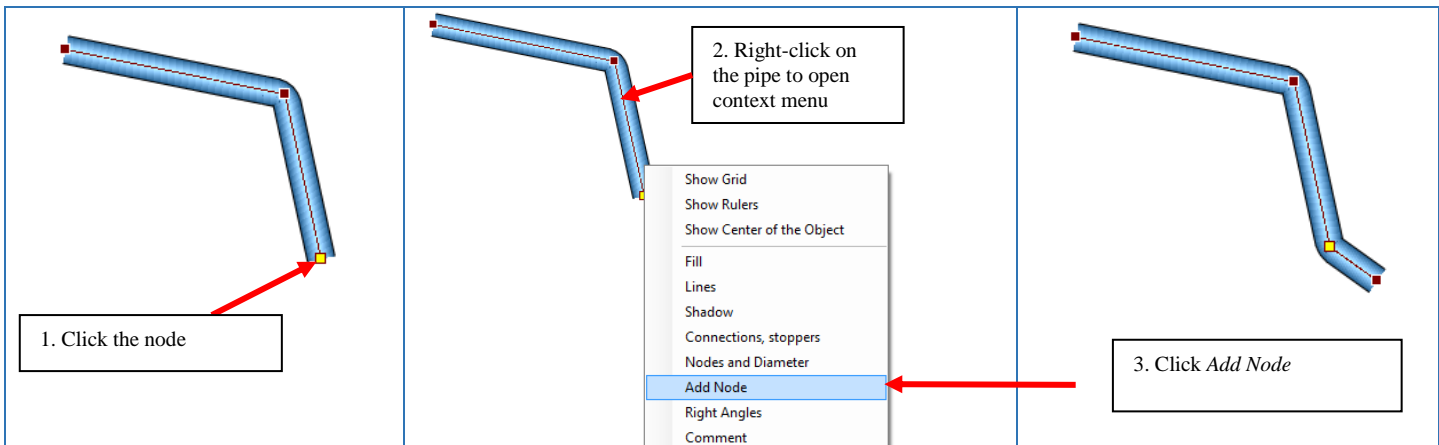 1. Click the node
2. Right-click on
the pipe to open
context menu
Show Grid
Show Rulers
Show Center of the Object
Fill
Lines
Shadow
Connections, stoppers
Nodes and Diameter
Add Node
Right Angles
Comment
3. Click Add Node